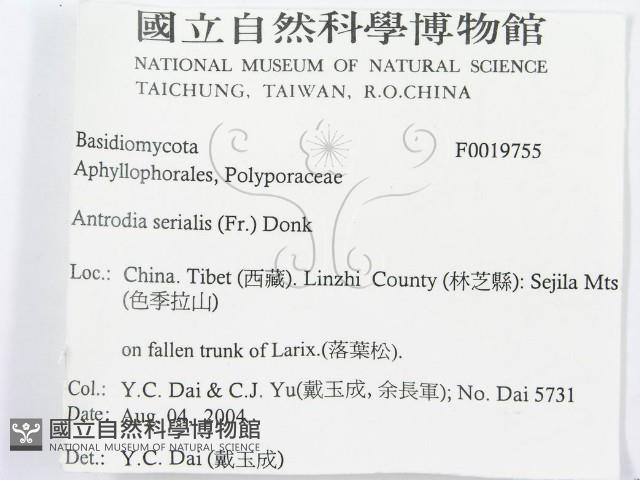 國立自然科學博物館
NATIONAL MUSEUM OF NATURAL SCIENCE
TAICHUNG, TAIWAN, R.O.CHINA
Basidiomycota F0019755
Aphyllophorales, Polyporaceae
Antrodia serialis (Fr.) Donk
Loc.: China. Tibet (西藏). Linzhi County (林芝縣): Sejila Mts
(色季拉山)
on fallen trunk of Larix.(落葉松).
Col.: Y.C. Dai & C.J. Yu(戴玉成, 余長軍); No. Dai 5731
Date: Aug. 04, 2004
國立自然科學博物館
NATIONAL MUSEUM OF NATURAL SCIENCE
Det.: Y.C. Dai (戴玉成)